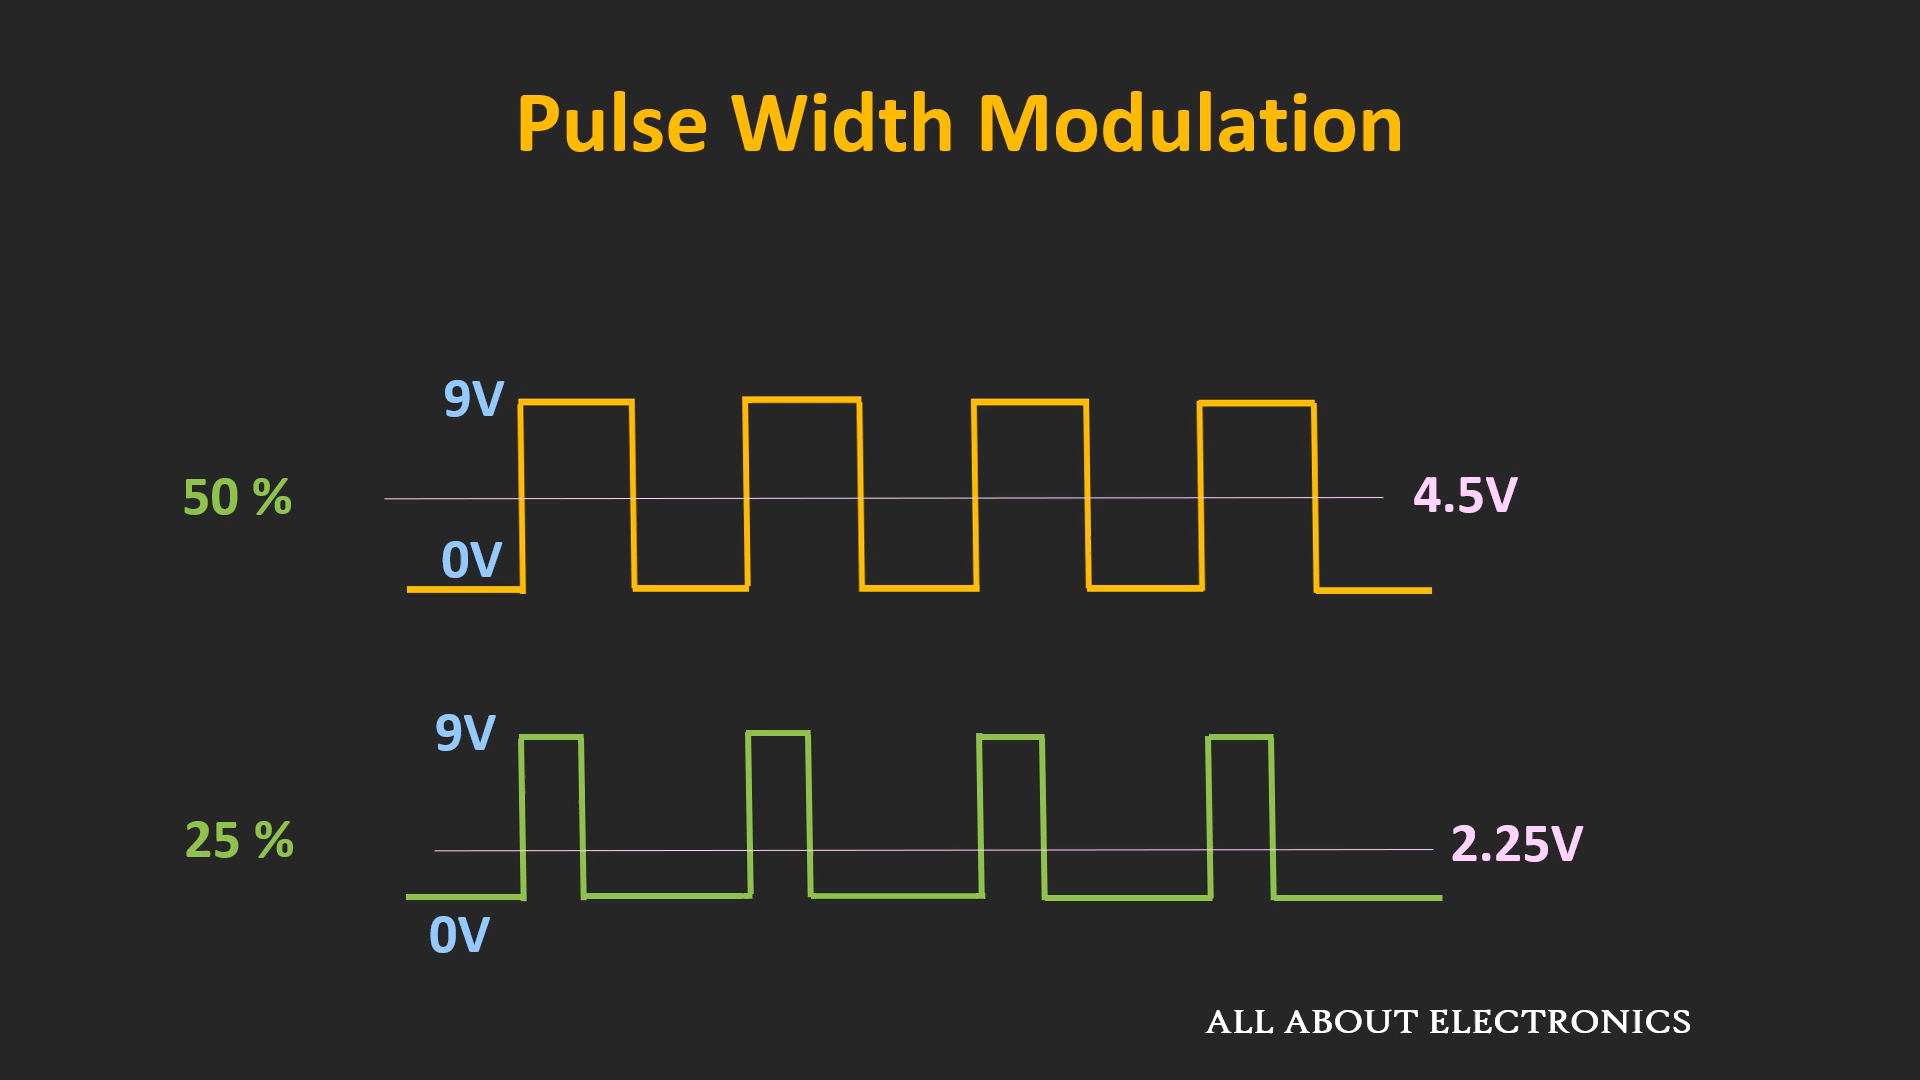 Pulse Width Modulation
9V
50 %
4.5V
0V
9V
25 %
2.25V
0V
ALL ABOUT ELECTRONICS